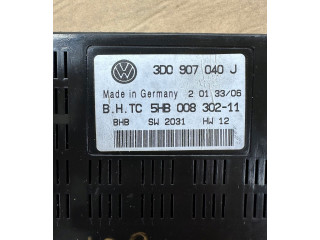 3D0 907 040 J
Made in Germany 2 01 33/06
B.H.TC 5HB 008 302-11
BHB SW 2031 HW 12